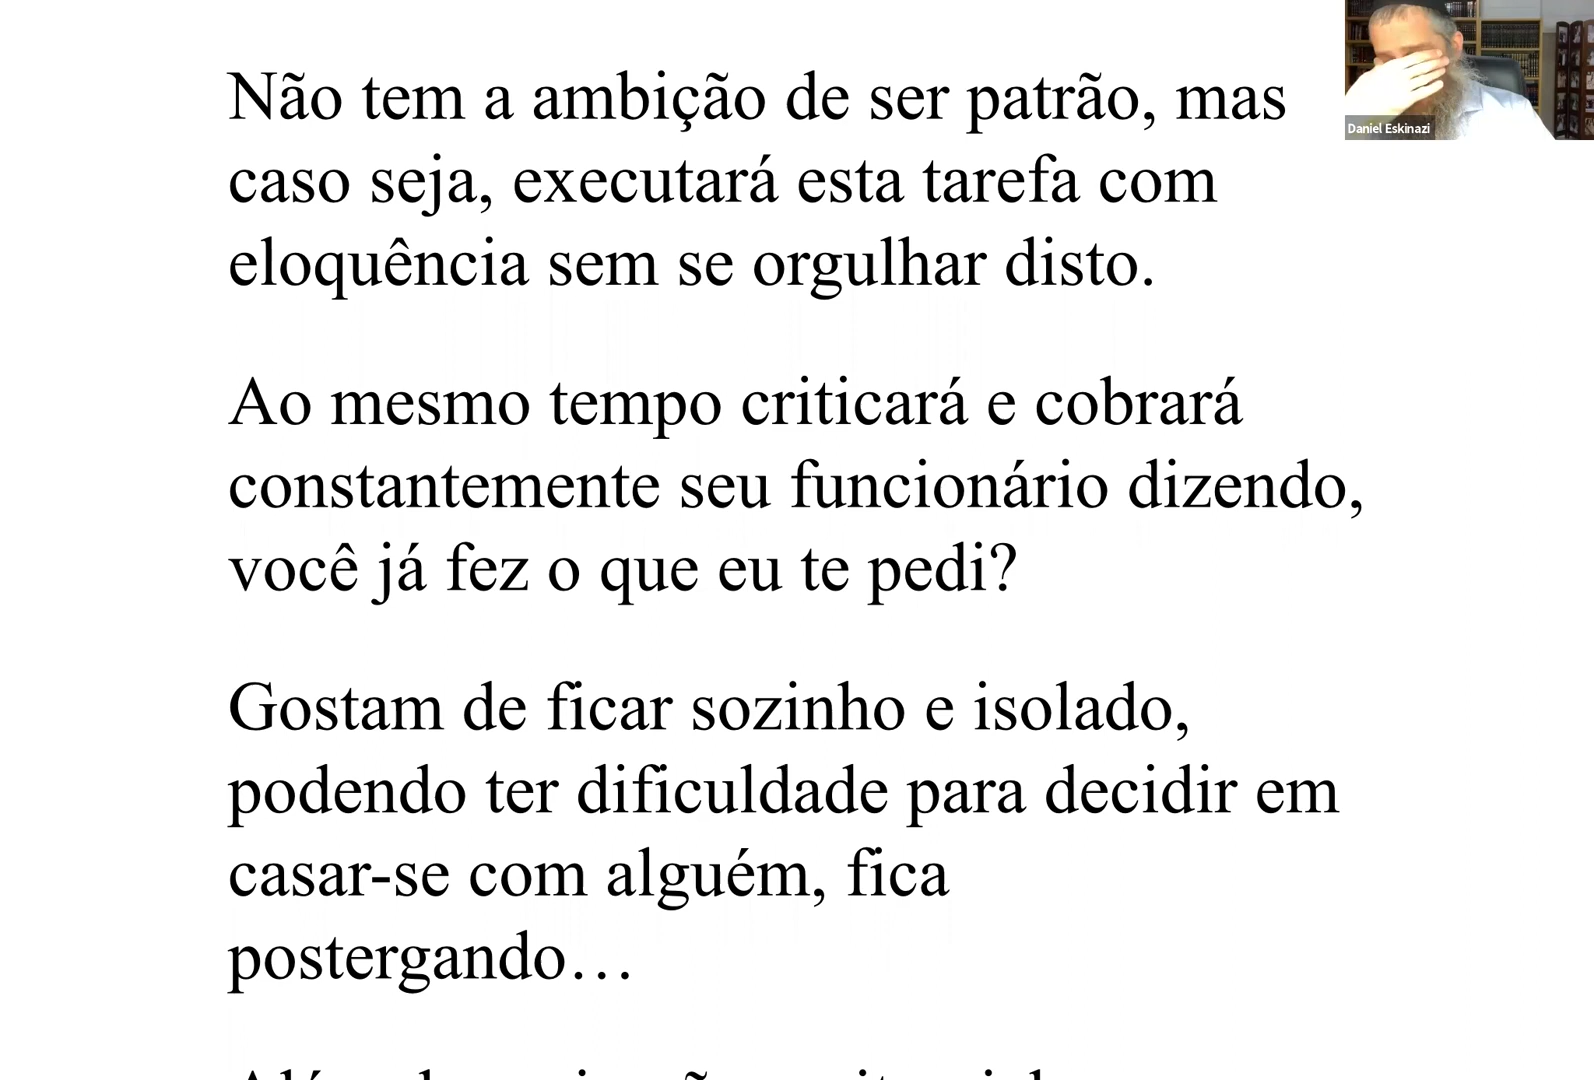 Não tem a ambição de ser patrão, mas
caso seja, executará esta tarefa com
eloquência sem se orgulhar disto.
Ao mesmo tempo criticará e cobrará
constantemente seu funcionário dizendo,
você já fez o que eu te pedi?
Gostam de ficar sozinho e isolado,
podendo ter dificuldade para decidir em
casar-se com alguém, fica
postergando…
Daniel Eskinazi